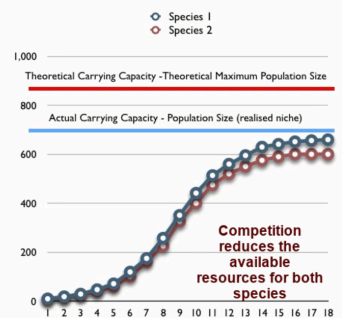 Species 1
Species 2
1,000
Theoretical Carrying Capacity -Theoretical Maximum Population Size
800
Actual Carrying Capacity - Population Size (realised niche)
600
400
Competition
reduces the
available
resources for both
species
200
0
1 2 3 4 5 6 7 8 9 10 11 12 13 14 15 16 17 18